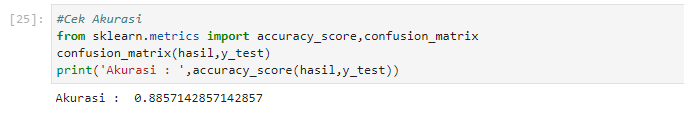 [25]: #Cek Akurasi
from sklearn.metrics import accuracy_score,confusion_matrix
confusion_matrix(hasil,y_test)
print('Akurasi : ',accuracy_score(hasil,y_test))
Akurasi :  0.8857142857142857